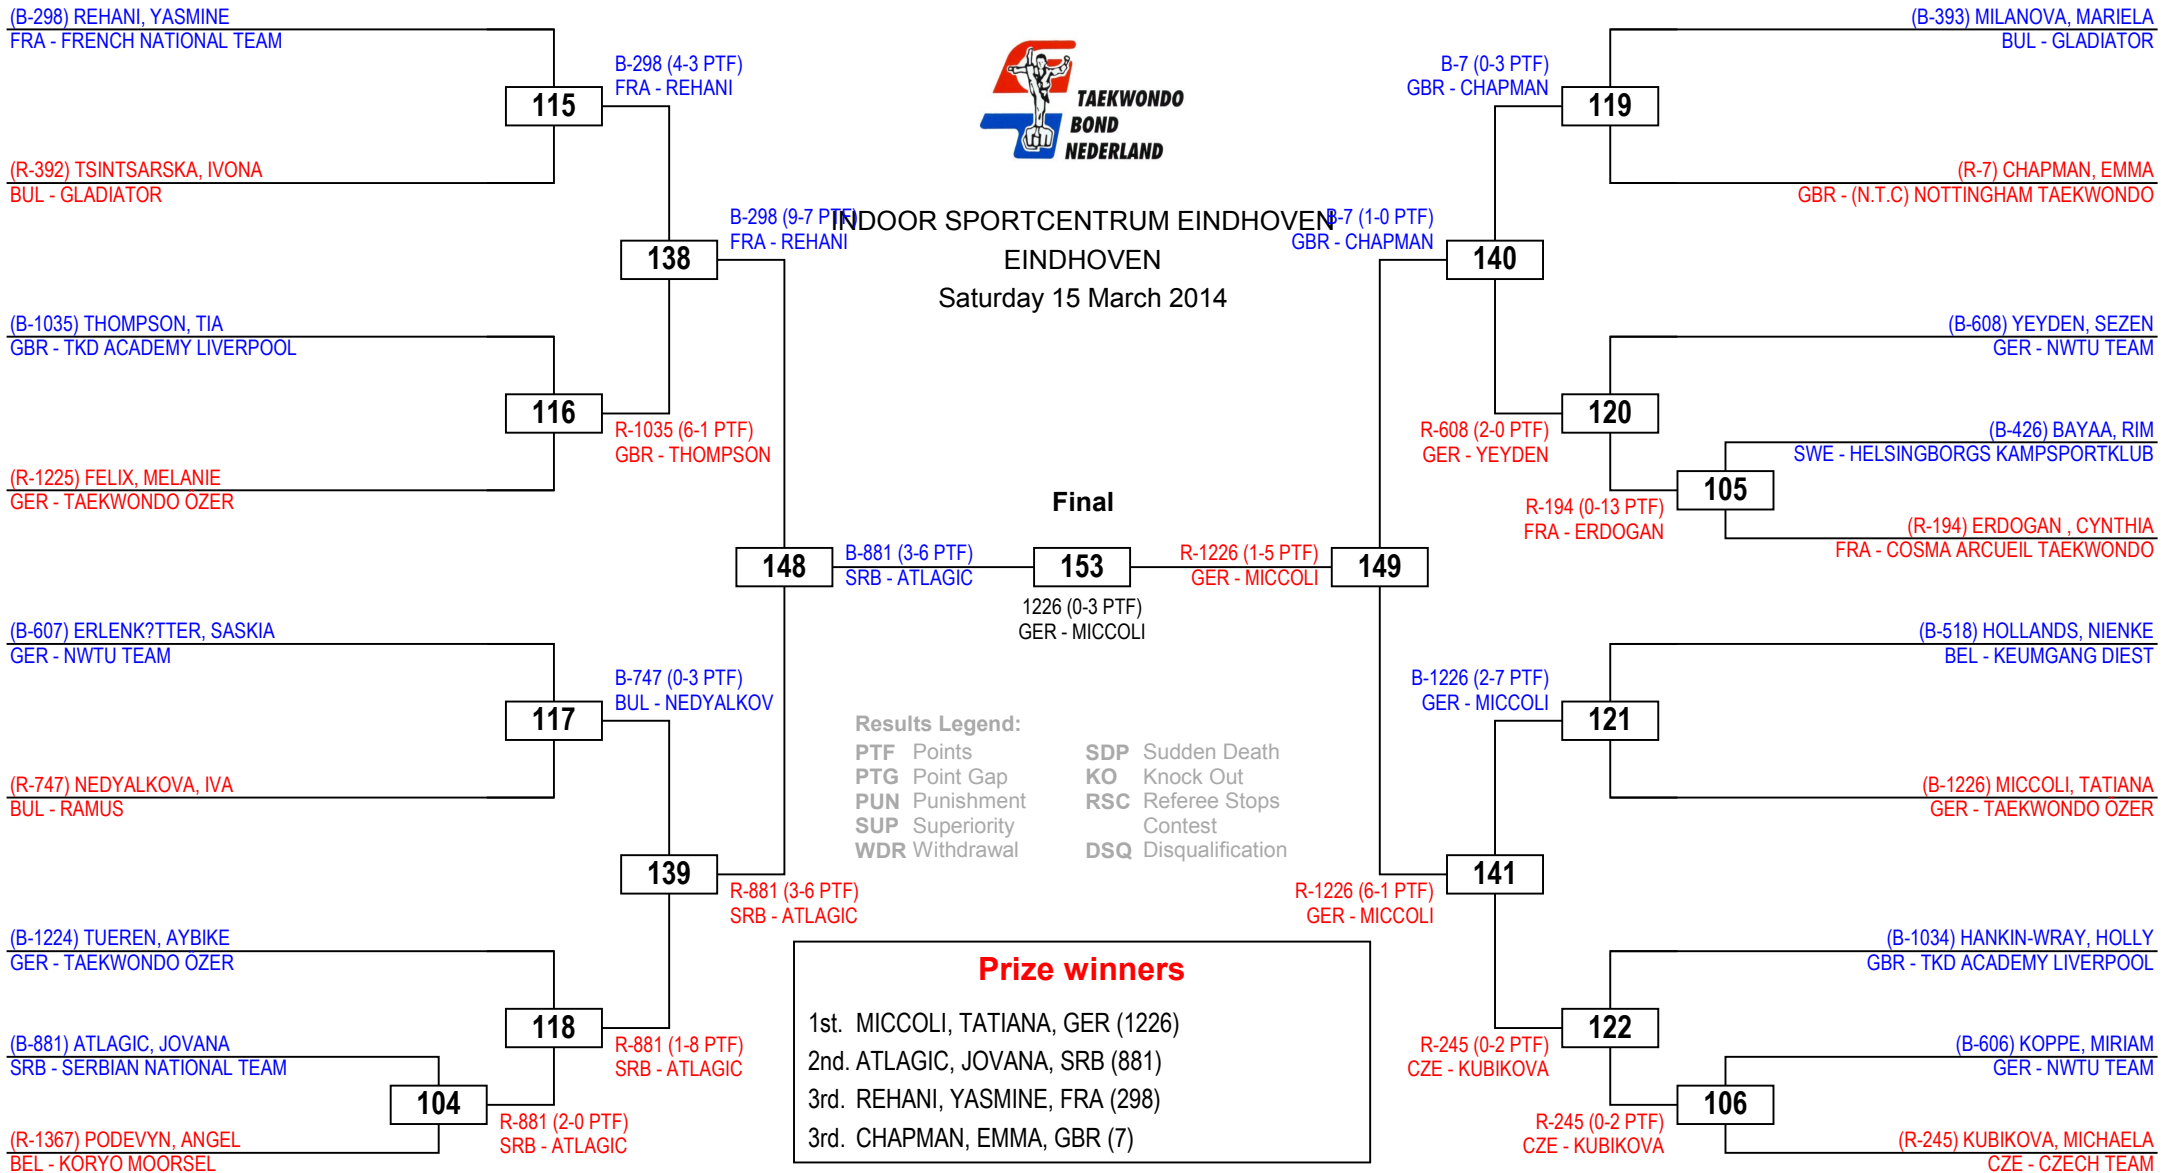 (B-298) REHANI, YASMINE
FRA - FRENCH NATIONAL TEAM
B-298 (4-3 PTF)
FRA - REHANI
115
(R-392) TSINTSARSKA, IVONA
BUL - GLADIATOR
B-298 (9-7 PTF)
FRA - REHANI
138
(B-1035) THOMPSON, TIA
GBR - TKD ACADEMY LIVERPOOL
116
R-1035 (6-1 PTF)
GBR - THOMPSON
(R-1225) FELIX, MELANIE
GER - TAEKWONDO OZER
148
B-881 (3-6 PTF)
SRB - ATLAGIC
(B-607) ERLENK?TTER, SASKIA
GER - NWTU TEAM
B-747 (0-3 PTF)
BUL - NEDYALKOV
117
(R-747) NEDYALKOVA, IVA
BUL - RAMUS
139
R-881 (3-6 PTF)
SRB - ATLAGIC
(B-1224) TUEREN, AYBIKE
GER - TAEKWONDO OZER
118
R-881 (1-8 PTF)
SRB - ATLAGIC
(B-881) ATLAGIC, JOVANA
SRB - SERBIAN NATIONAL TEAM
104
R-881 (2-0 PTF)
SRB - ATLAGIC
(R-1367) PODEVYN, ANGEL
BEL - KORYO MOORSEL
TAEKWONDO
BOND
NEDERLAND
INDOOR SPORTCENTRUM EINDHOVEN
EINDHOVEN
Saturday 15 March 2014
Final
153
1226 (0-3 PTF)
GER - MICCOLI
Results Legend:
PTF Points
PTG Point Gap
PUN Punishment
SUP Superiority
WDR Withdrawal
SDP Sudden Death
KO Knock Out
RSC Referee Stops
Contest
DSQ Disqualification
Prize winners
1st. MICCOLI, TATIANA, GER (1226)
2nd. ATLAGIC, JOVANA, SRB (881)
3rd. REHANI, YASMINE, FRA (298)
3rd. CHAPMAN, EMMA, GBR (7)
(B-393) MILANOVA, MARIELA
BUL - GLADIATOR
B-7 (0-3 PTF)
GBR - CHAPMAN
119
(R-7) CHAPMAN, EMMA
GBR - (N.T.C) NOTTINGHAM TAEKWONDO
B-7 (1-0 PTF)
GBR - CHAPMAN
140
(B-608) YEYDEN, SEZEN
GER - NWTU TEAM
120
R-608 (2-0 PTF)
GER - YEYDEN
(B-426) BAYAA, RIM
SWE - HELSINGBORGS KAMPSPORTKLUB
105
R-194 (0-13 PTF)
FRA - ERDOGAN
(R-194) ERDOGAN , CYNTHIA
FRA - COSMA ARCUEIL TAEKWONDO
R-1226 (1-5 PTF)
GER - MICCOLI
149
(B-518) HOLLANDS, NIENKE
BEL - KEUMGANG DIEST
B-1226 (2-7 PTF)
GER - MICCOLI
121
(B-1226) MICCOLI, TATIANA
GER - TAEKWONDO OZER
141
R-1226 (6-1 PTF)
GER - MICCOLI
(B-1034) HANKIN-WRAY, HOLLY
GBR - TKD ACADEMY LIVERPOOL
122
R-245 (0-2 PTF)
CZE - KUBIKOVA
(B-606) KOPPE, MIRIAM
GER - NWTU TEAM
106
R-245 (0-2 PTF)
CZE - KUBIKOVA
(R-245) KUBIKOVA, MICHAELA
CZE - CZECH TEAM